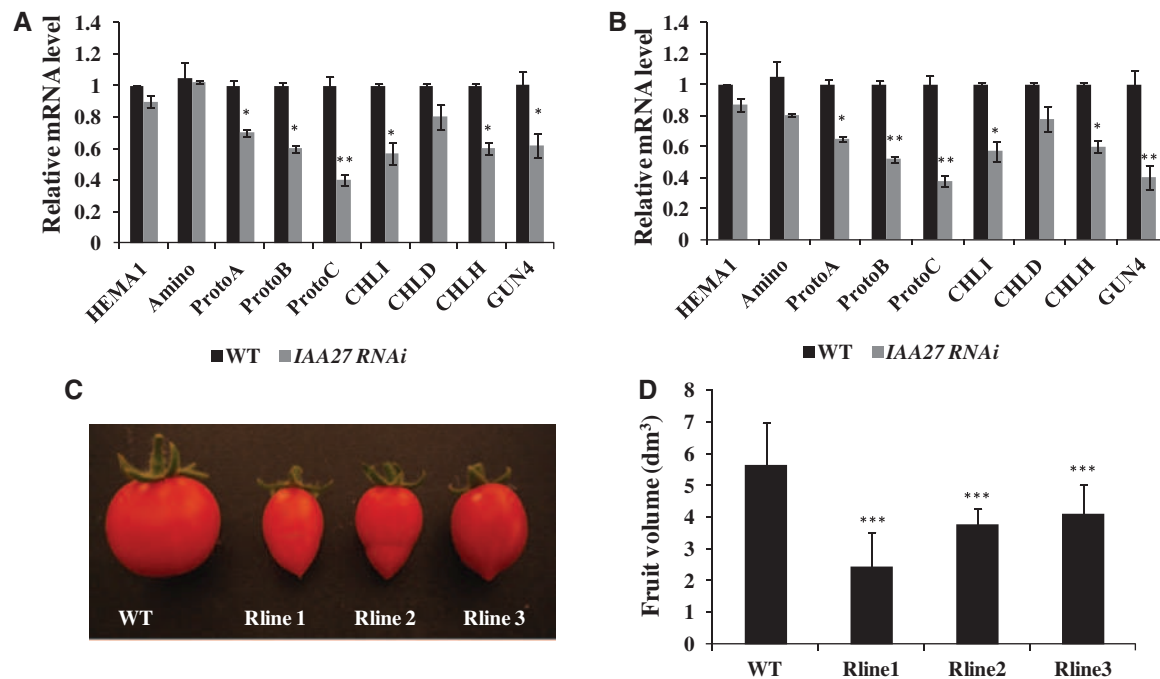 A
Relative mRNA level
1.4
1.2
1
0.8
0.6
0.4
0.2
0
*
*
**
*
*
*
HEMA1
Amino
ProtoA
ProtoB
ProtoC
CHLI
CHLD
CHLH
GUN4
WT IAA27 RNAi
B
Relative mRNA level
1.4
1.2
1
0.8
0.6
0.4
0.2
0
*
**
**
*
*
**
HEMA1
Amino
ProtoA
ProtoB
ProtoC
CHLI
CHLD
CHLH
GUN4
WT IAA27 RNAi
C
WT Rline 1 Rline 2 Rline 3
D
Fruit volume (dm³)
8
7
6
5
4
3
2
1
0
***
***
***
WT Rline1 Rline2 Rline3